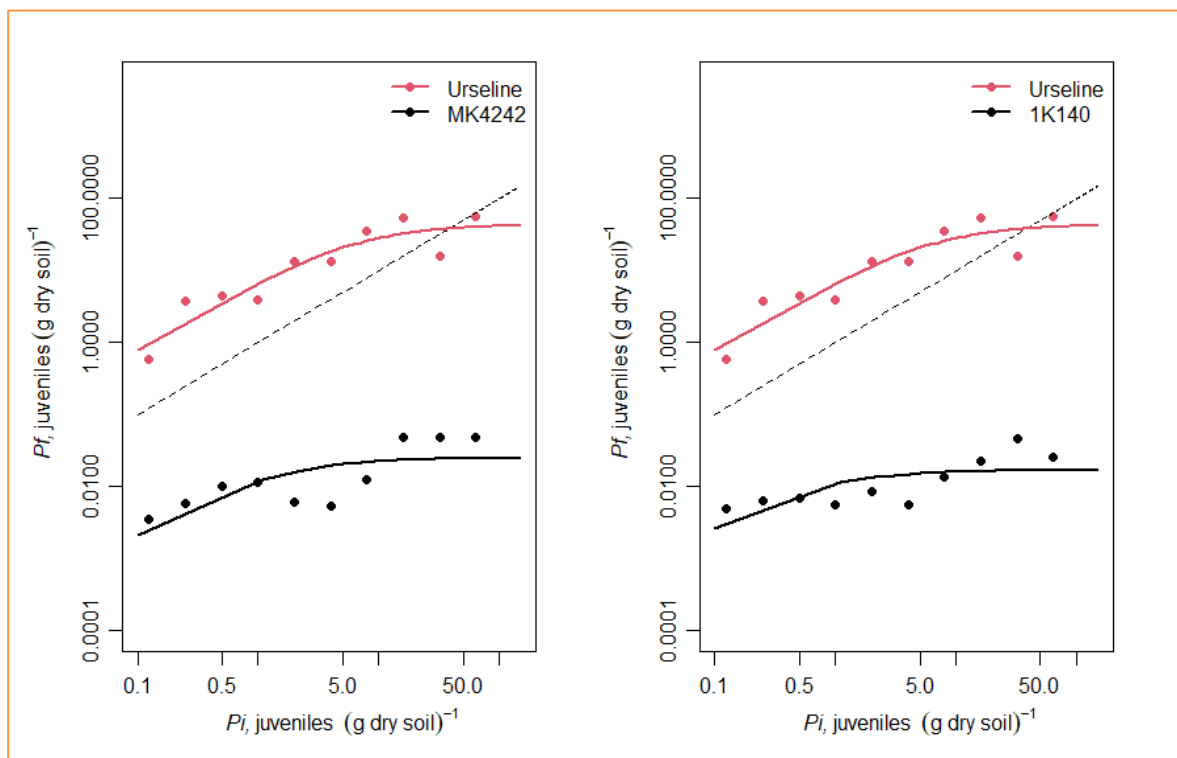 Urseline
MK4242
100.0000
1.0000
0.0100
0.0001
Pf, juveniles (g dry soil)⁻¹
0.1 0.5 5.0 50.0
Pi, juveniles (g dry soil)⁻¹
Urseline
1K140
100.0000
1.0000
0.0100
0.0001
Pf, juveniles (g dry soil)⁻¹
0.1 0.5 5.0 50.0
Pi, juveniles (g dry soil)⁻¹